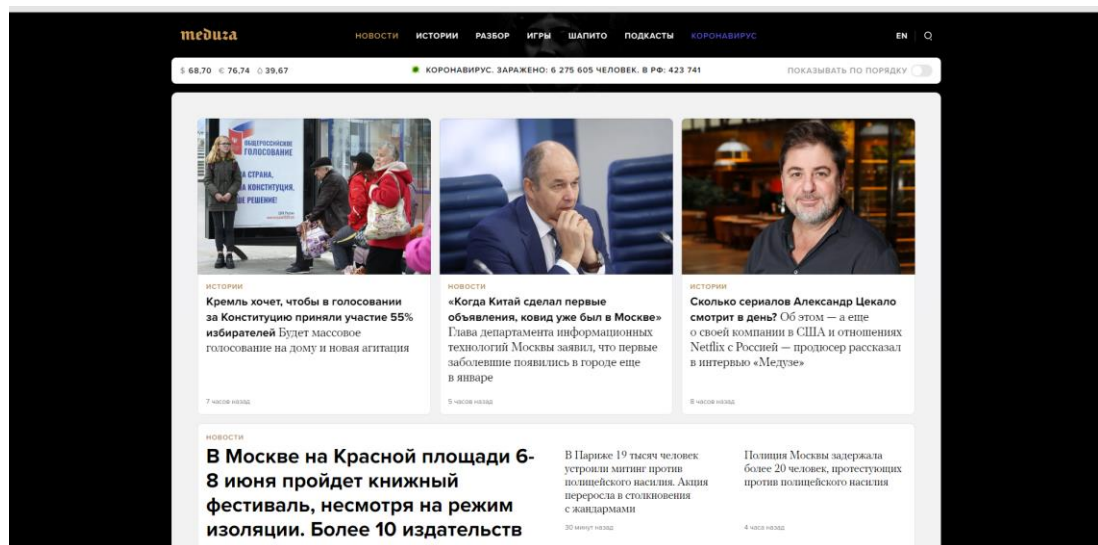 meduza
НОВОСТИ ИСТОРИИ РАЗБОР ИГРЫ ШАПИТО ПОДКАСТЫ КОРОНАВИРУС
EN
$ 68,70 € 76,74 39,67
КОРОНАВИРУС. ЗАРАЖЕНО: 6 275 605 ЧЕЛОВЕК. В РФ: 423 741
ПОКАЗЫВАТЬ ПО ПОРЯДКУ
ОБЩЕРОССИЙСКОЕ
ГОЛОСОВАНИЕ
СТРАНА,
КОНСТИТУЦИЯ,
РЕШЕНИЕ!
ИСТОРИИ
Кремль хочет, чтобы в голосовании
за Конституцию приняли участие 55%
избирателей Будет массовое
голосование на дому и новая агитация
7 часов назад
НОВОСТИ
«Когда Китай сделал первые
объявления, ковид уже был в Москве»
Глава департамента информационных
технологий Москвы заявил, что первые
заболевшие появились в городе еще
в январе
5 часов назад
ИСТОРИИ
Сколько сериалов Александр Цекало
смотрит в день? Об этом — а еще
о своей компании в США и отношениях
Netflix с Россией — продюсер рассказал
в интервью «Медузе»
8 часов назад
НОВОСТИ
В Москве на Красной площади 6-
8 июня пройдет книжный
фестиваль, несмотря на режим
изоляции. Более 10 издательств
В Париже 19 тысяч человек
устроили митинг против
полицейского насилия. Акция
переросла в столкновения
с жандармами
30 минут назад
Полиция Москвы задержала
более 20 человек, протестующих
против полицейского насилия
4 часа назад